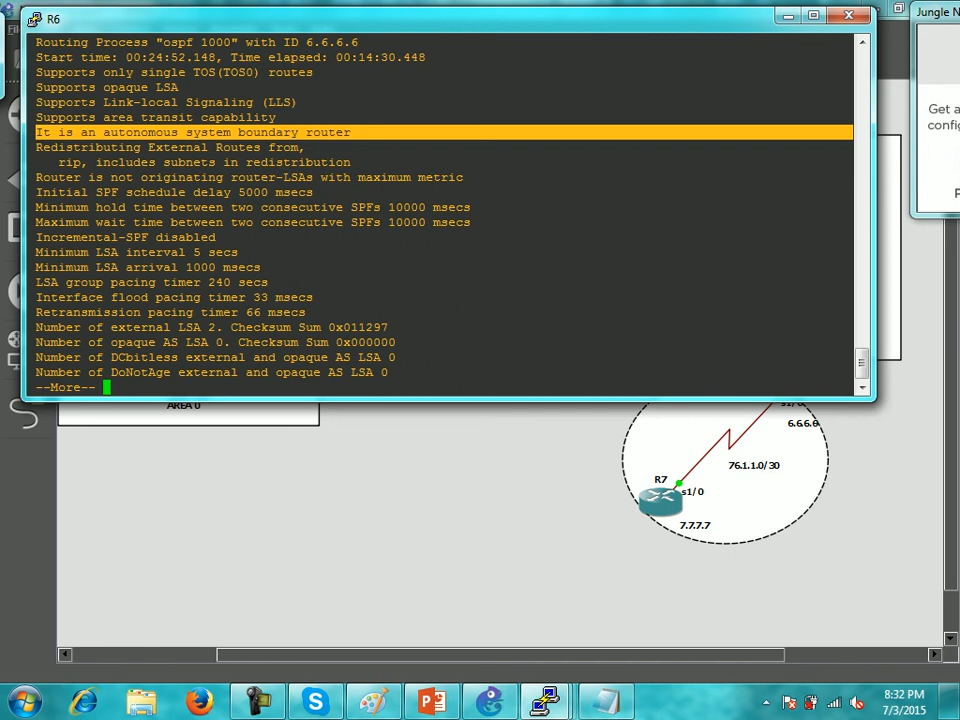 R6
Jungle N
Routing Process "ospf 1000" with ID 6.6.6.6
Start time: 00:24:52.148, Time elapsed: 00:14:30.448
Supports only single TOS(TOS0) routes
Supports opaque LSA
Supports Link-local Signaling (LLS)
Supports area transit capability
It is an autonomous system boundary router
Redistributing External Routes from,
rip, includes subnets in redistribution
Router is not originating router-LSAs with maximum metric
Initial SPF schedule delay 5000 msecs
Minimum hold time between two consecutive SPFs 10000 msecs
Maximum wait time between two consecutive SPFs 10000 msecs
Incremental-SPF disabled
Minimum LSA interval 5 secs
Minimum LSA arrival 1000 msecs
LSA group pacing timer 240 secs
Interface flood pacing timer 33 msecs
Retransmission pacing timer 66 msecs
Number of external LSA 2. Checksum Sum 0x011297
Number of opaque AS LSA 0. Checksum Sum 0x000000
Number of DCbitless external and opaque AS LSA 0
Number of DoNotAge external and opaque AS LSA 0
--More--
Get a
confi
AREA 0
6.6.6.6
76.1.1.0/30
R7
s1/0
7.7.7.7
8:32 PM
7/3/2015